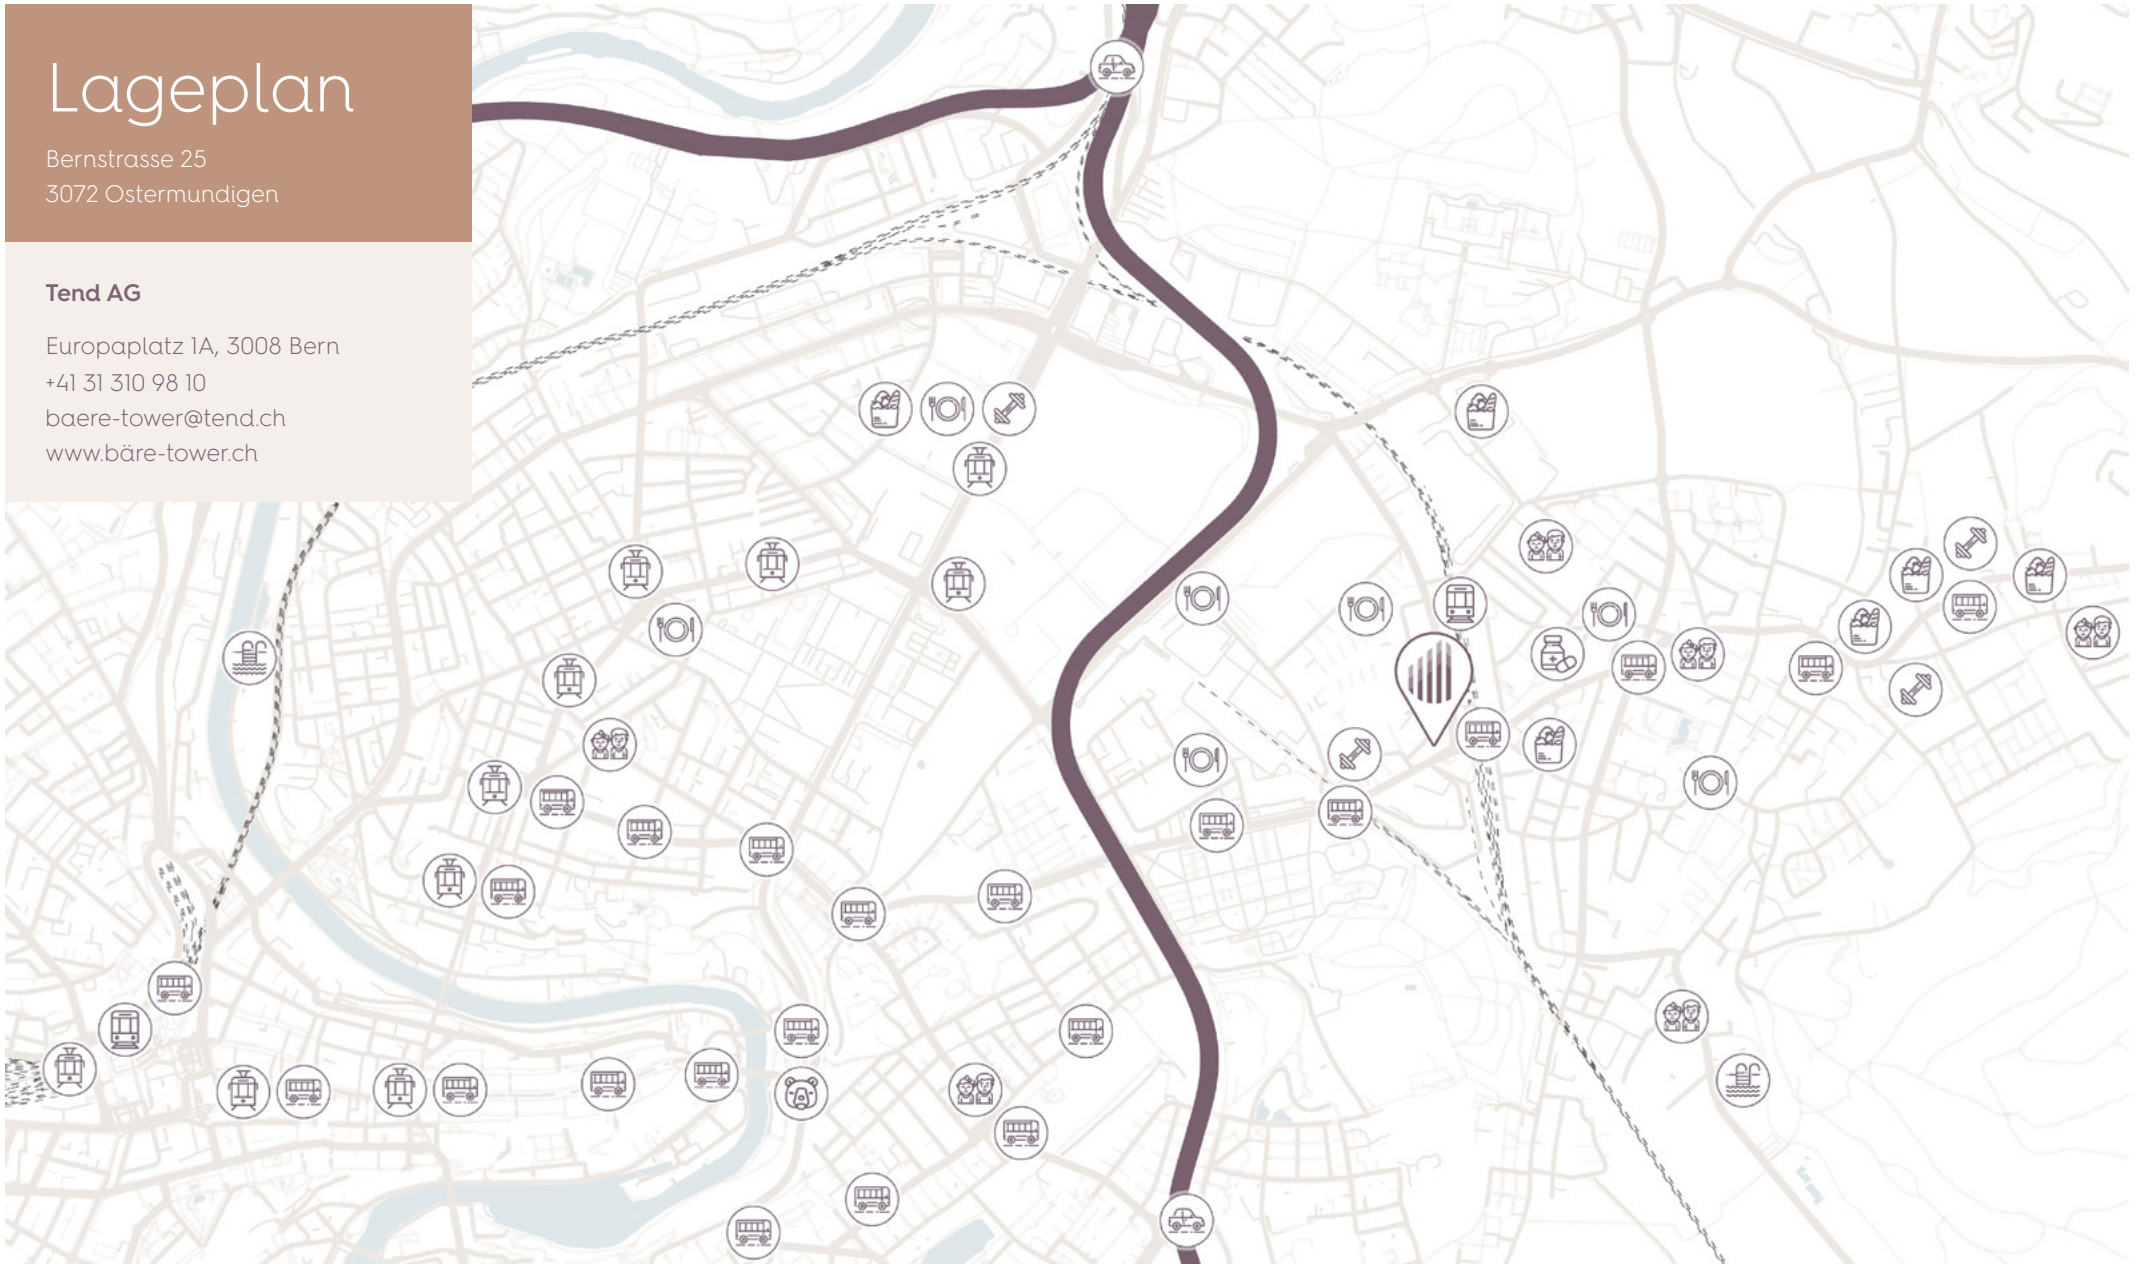 Lageplan
Bernstrasse 25
3072 Ostermundigen
Tend AG
Europaplatz 1A, 3008 Bern
+41 31 310 98 10
baere-tower@tend.ch
www.bäre-tower.ch